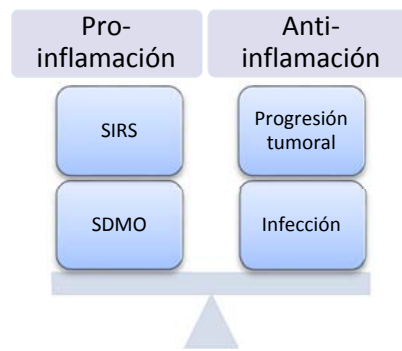 Pro-
inflamación
Anti-
inflamación
SIRS
Progresión
tumoral
SDMO
Infección